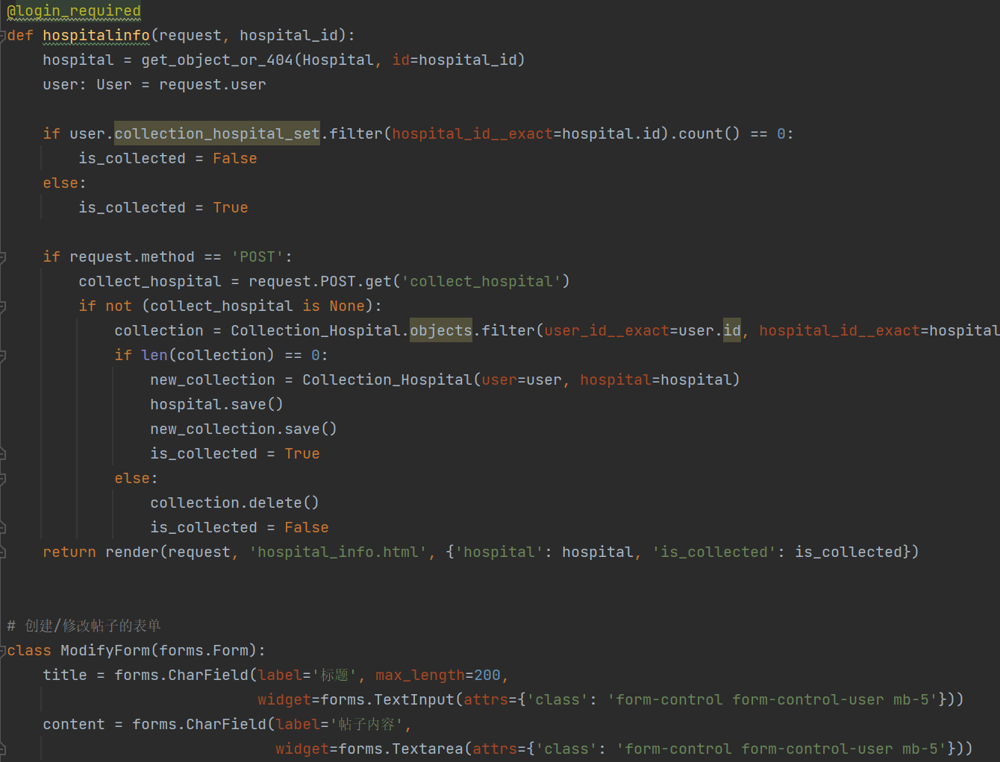 @login_required
def hospitalinfo(request, hospital_id):
    hospital = get_object_or_404(Hospital, id=hospital_id)
    user: User = request.user

    if user.collection_hospital_set.filter(hospital_id__exact=hospital.id).count() == 0:
        is_collected = False
    else:
        is_collected = True

    if request.method == 'POST':
        collect_hospital = request.POST.get('collect_hospital')
        if not (collect_hospital is None):
            collection = Collection_Hospital.objects.filter(user_id__exact=user.id, hospital_id__exact=hospital
            if len(collection) == 0:
                new_collection = Collection_Hospital(user=user, hospital=hospital)
                hospital.save()
                new_collection.save()
                is_collected = True
            else:
                collection.delete()
                is_collected = False
    return render(request, 'hospital_info.html', {'hospital': hospital, 'is_collected': is_collected})


# 创建/修改帖子的表单
class ModifyForm(forms.Form):
    title = forms.CharField(label='标题', max_length=200,
                            widget=forms.TextInput(attrs={'class': 'form-control form-control-user mb-5'}))
    content = forms.CharField(label='帖子内容',
                              widget=forms.Textarea(attrs={'class': 'form-control form-control-user mb-5'}))